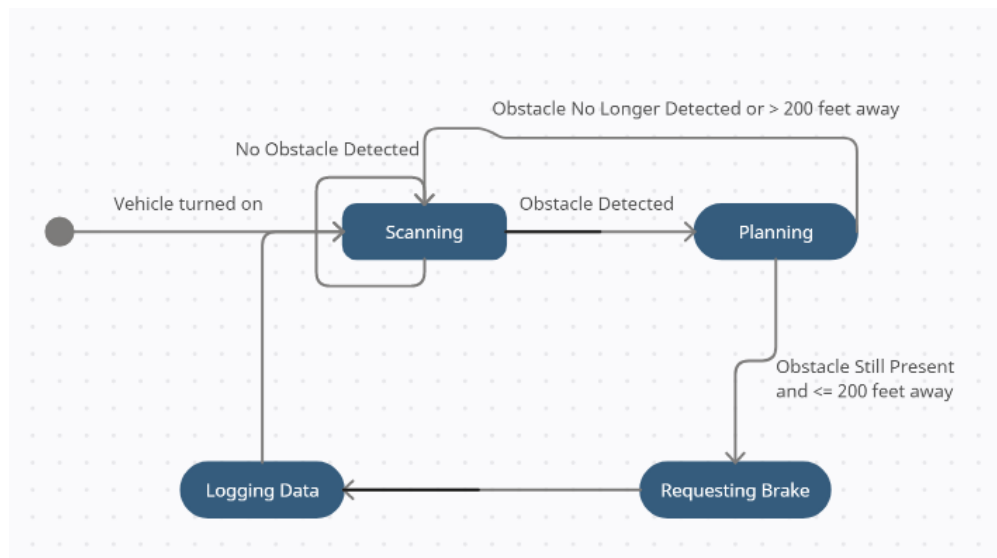 Obstacle No Longer Detected or > 200 feet away
No Obstacle Detected
Vehicle turned on
Obstacle Detected
Scanning
Planning
Obstacle Still Present
and <= 200 feet away
Logging Data
Requesting Brake